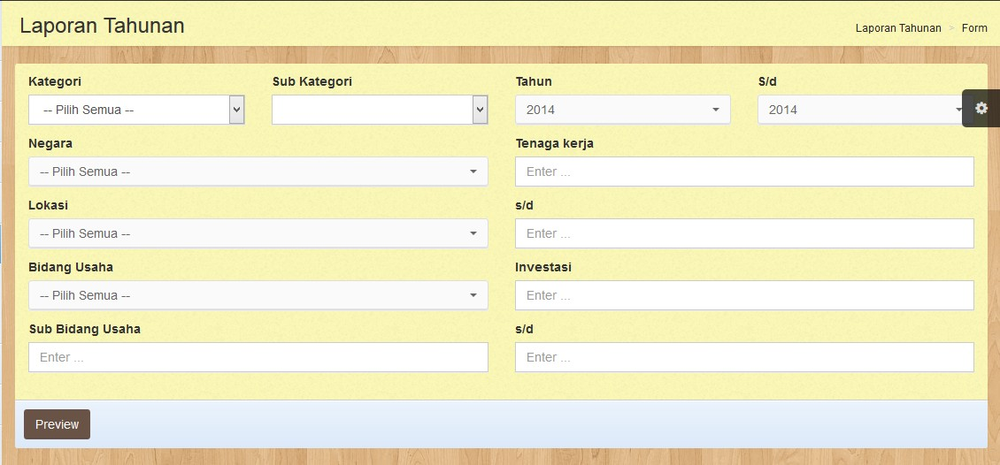 Laporan Tahunan
Laporan Tahunan > Form
Kategori Sub Kategori Tahun S/d
-- Pilih Semua -- 2014 2014
Negara Tenaga kerja
-- Pilih Semua -- Enter ...
Lokasi s/d
-- Pilih Semua -- Enter ...
Bidang Usaha Investasi
-- Pilih Semua -- Enter ...
Sub Bidang Usaha s/d
Enter ... Enter ...
Preview